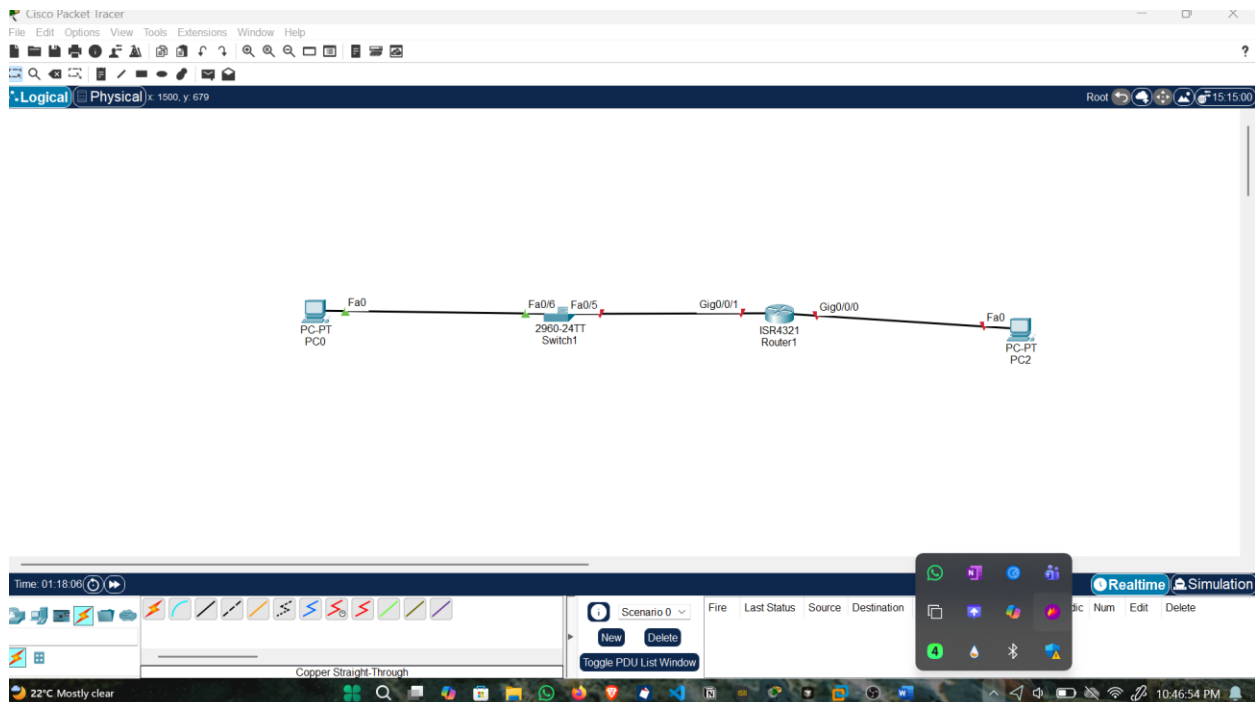 Cisco Packet Tracer
File Edit Options View Tools Extensions Window Help
?
Logical Physical x: 1500, y: 679 Root 15:15:00
Fa0 Fa0/6 Fa0/5 Gig0/0/1 Gig0/0/0 Fa0
PC-PT
PC0
2960-24TT
Switch1
ISR4321
Router1
PC-PT
PC2
Time: 01:18:06 Realtime Simulation
Scenario 0 Fire Last Status Source Destination dic Num Edit Delete
New Delete
Toggle PDU List Window
Copper Straight-Through
4
22°C Mostly clear 10:46:54 PM